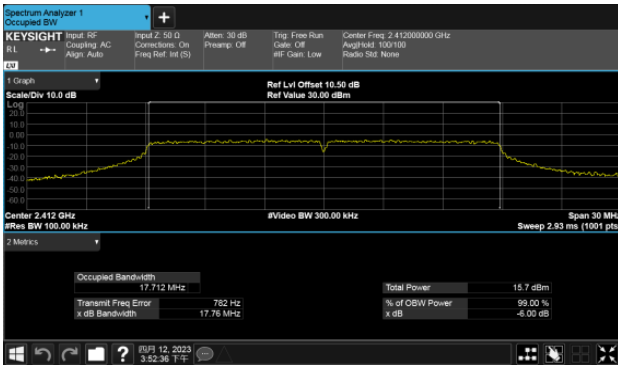 Spectrum Analyzer 1
Occupied BW
KEYSIGHT
RL
LXI
Input: RF
Coupling: AC
Align: Auto
Input Z: 50 Ω
Corrections: On
Freq Ref: Int (S)
Atten: 30 dB
Preamp: Off
Trig: Free Run
Gate: Off
#IF Gain: Low
Center Freq: 2.412000000 GHz
Avg|Hold: 100/100
Radio Std: None
1 Graph
Scale/Div 10.0 dB
Ref Lvl Offset 10.50 dB
Ref Value 30.00 dBm
Log
20.0
10.0
0.00
-10.0
-20.0
-30.0
-40.0
-50.0
-60.0
Center 2.412 GHz
#Res BW 100.00 kHz
#Video BW 300.00 kHz
Span 30 MHz
Sweep 2.93 ms (1001 pts
2 Metrics
Occupied Bandwidth
17.712 MHz
Transmit Freq Error 782 Hz
x dB Bandwidth 17.76 MHz
Total Power 15.7 dBm
% of OBW Power 99.00 %
x dB -6.00 dB
?
四月 12, 2023
3:52:36 下午